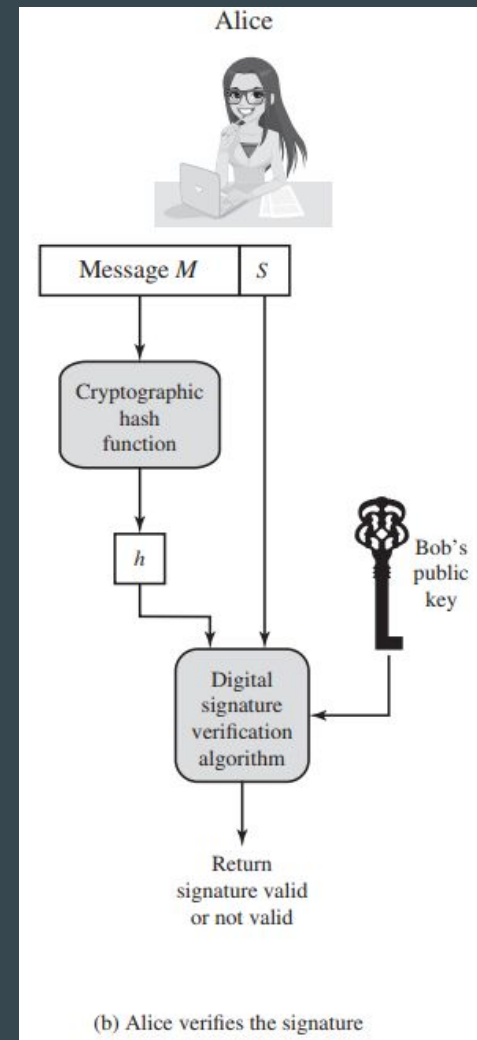 Alice
Message M
S
Cryptographic
hash
function
h
Bob's
public
key
Digital
signature
verification
algorithm
Return
signature valid
or not valid
(b) Alice verifies the signature